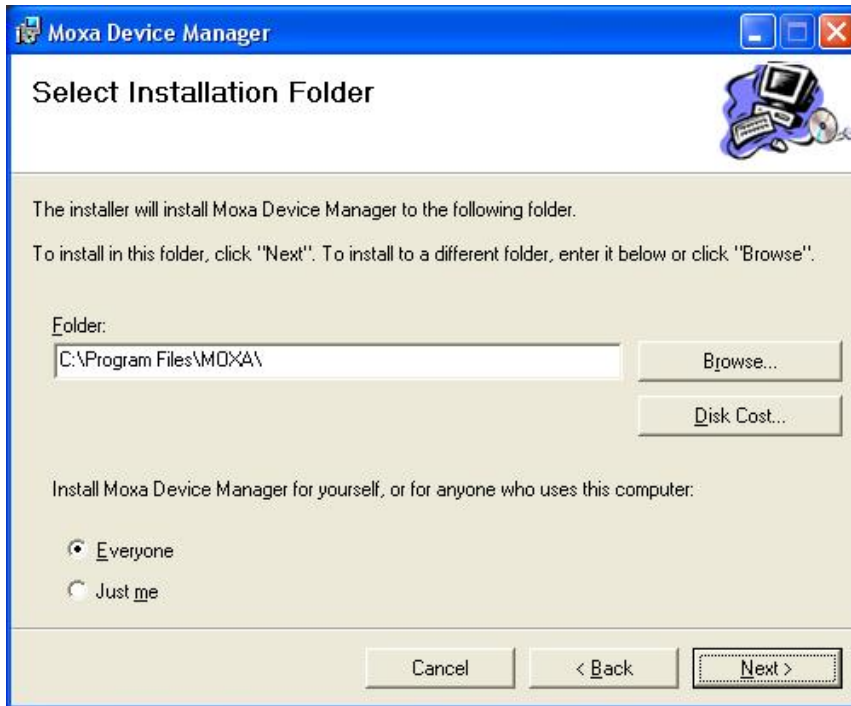 Moxa Device Manager
Select Installation Folder
The installer will install Moxa Device Manager to the following folder.
To install in this folder, click "Next". To install to a different folder, enter it below or click "Browse".
Folder:
C:\Program Files\MOXA\
Browse...
Disk Cost...
Install Moxa Device Manager for yourself, or for anyone who uses this computer:
Everyone
Just me
Cancel
< Back
Next >